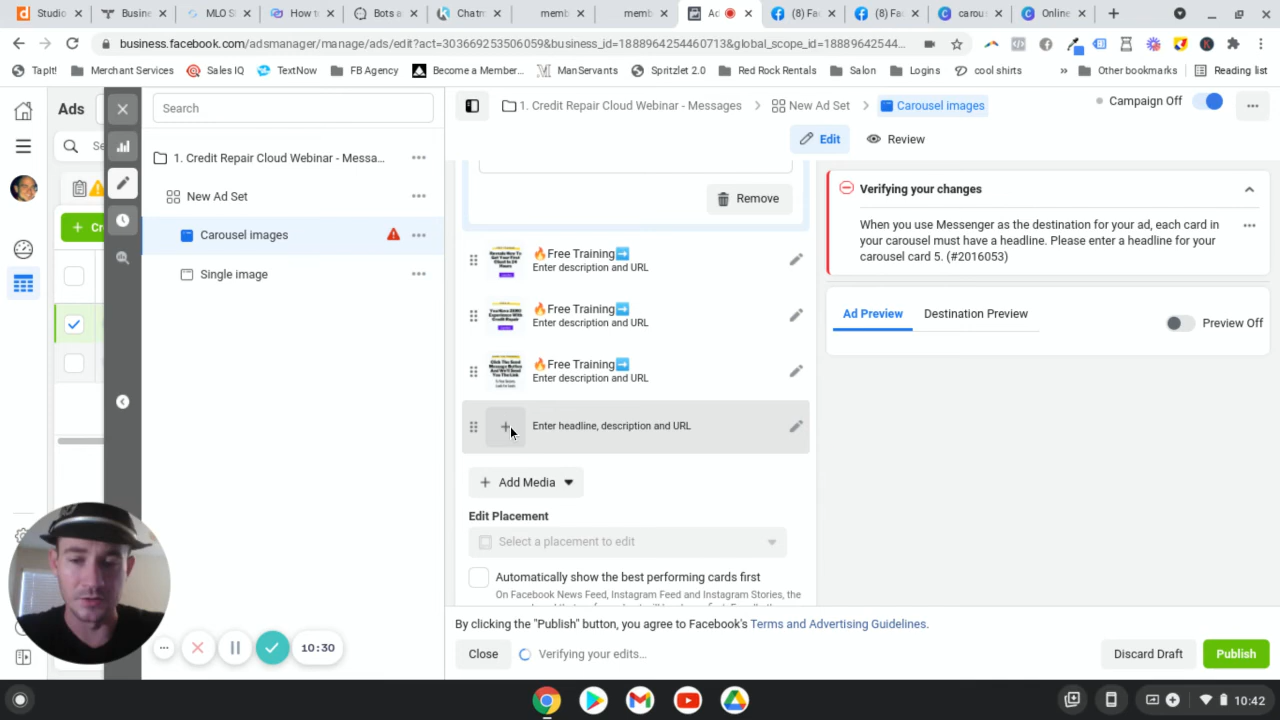 Studio
Busine
MLO S
How to
Bots a
Chatm
memb
memb
Ad
(8) Fac
(8) Fac
carous
Online
business.facebook.com/adsmanager/manage/ads/edit?act=303669253506059&business_id=1888964254460713&global_scope_id=18889642544...
TapIt!
Merchant Services
Sales IQ
TextNow
FB Agency
Become a Member...
ManServants
Spritzlet 2.0
Red Rock Rentals
Salon
Logins
cool shirts
»
Other bookmarks
Reading list
Ads
Search
1. Credit Repair Cloud Webinar - Messages
New Ad Set
Carousel images
Campaign Off
Edit
Review
Se
+ Cr
1. Credit Repair Cloud Webinar - Messa...
New Ad Set
Carousel images
Single image
Remove
🔥Free Training➡️
Enter description and URL
🔥Free Training➡️
Enter description and URL
🔥Free Training➡️
Enter description and URL
Enter headline, description and URL
+ Add Media
Edit Placement
Select a placement to edit
Automatically show the best performing cards first
On Facebook News Feed, Instagram Feed and Instagram Stories, the
Verifying your changes
When you use Messenger as the destination for your ad, each card in
your carousel must have a headline. Please enter a headline for your
carousel card 5. (#2016053)
Ad Preview
Destination Preview
Preview Off
By clicking the "Publish" button, you agree to Facebook's Terms and Advertising Guidelines.
Close
Verifying your edits...
Discard Draft
Publish
10:30
10:42